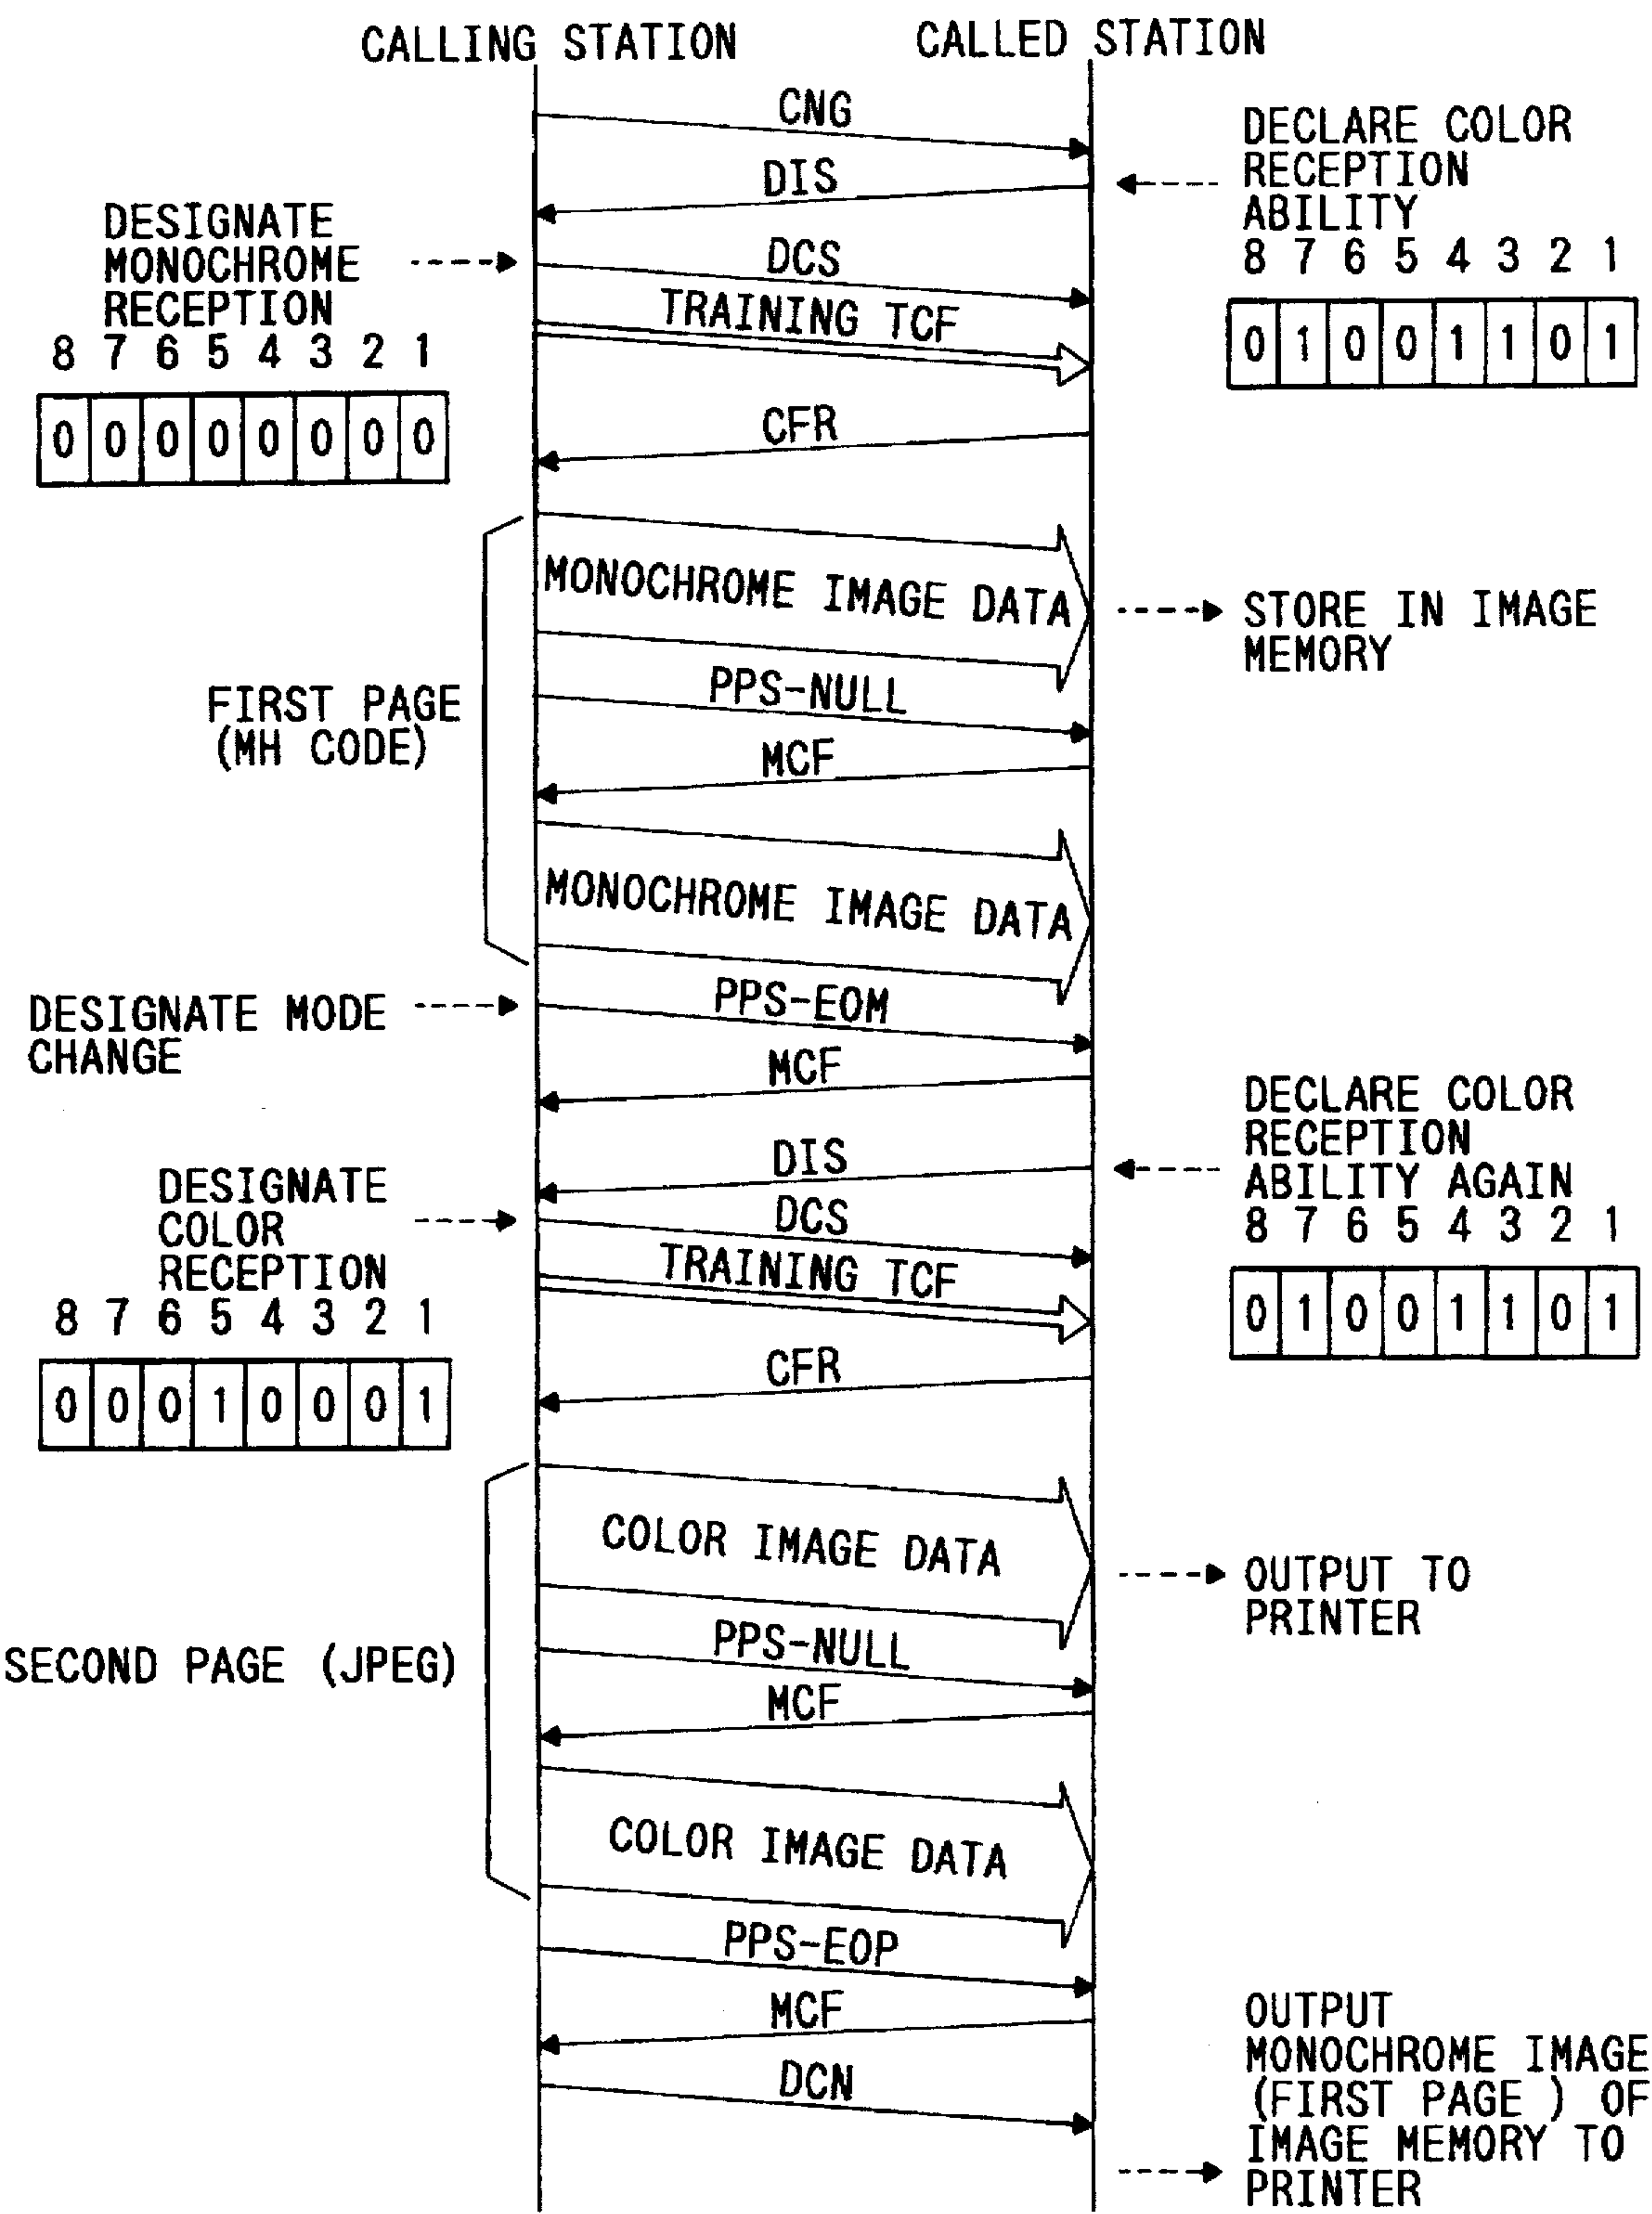 CALLING STATION
CALLED STATION
CNG
DECLARE COLOR
RECEPTION
ABILITY
8 7 6 5 4 3 2 1
0 1 0 0 1 1 0 1
DIS
DESIGNATE
MONOCHROME
RECEPTION
8 7 6 5 4 3 2 1
0 0 0 0 0 0 0 0
DCS
TRAINING TCF
CFR
MONOCHROME IMAGE DATA
STORE IN IMAGE
MEMORY
FIRST PAGE
(MH CODE)
PPS-NULL
MCF
MONOCHROME IMAGE DATA
DESIGNATE MODE
CHANGE
PPS-EOM
MCF
DECLARE COLOR
RECEPTION
ABILITY AGAIN
8 7 6 5 4 3 2 1
0 1 0 0 1 1 0 1
DIS
DESIGNATE
COLOR
RECEPTION
8 7 6 5 4 3 2 1
0 0 0 1 0 0 0 1
DCS
TRAINING TCF
CFR
COLOR IMAGE DATA
OUTPUT TO
PRINTER
SECOND PAGE (JPEG)
PPS-NULL
MCF
COLOR IMAGE DATA
PPS-EOP
MCF
DCN
OUTPUT
MONOCHROME IMAGE
(FIRST PAGE ) OF
IMAGE MEMORY TO
PRINTER